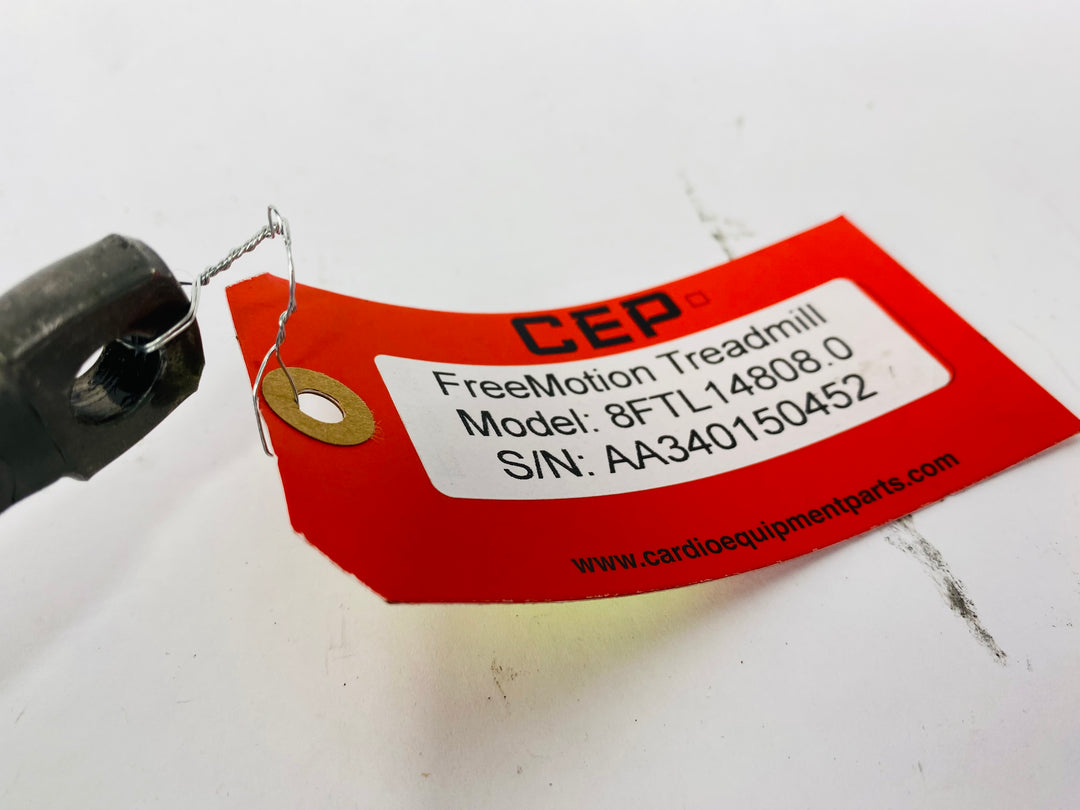 CEP
FreeMotion Treadmill
Model: 8FTL14808.0
S/N: AA340150452
www.cardioequipmentparts.com